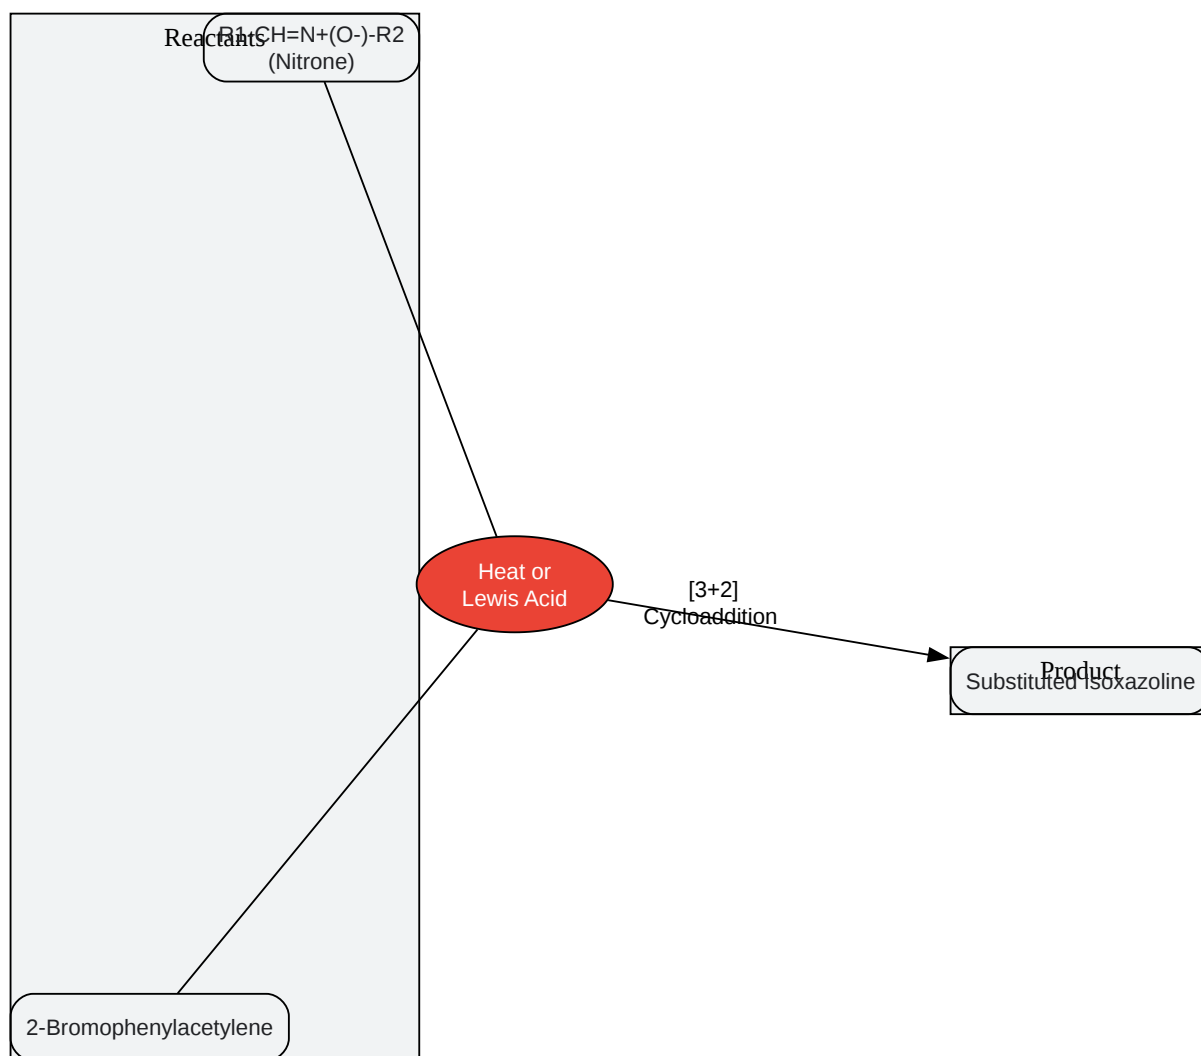 Reactants
R1-CH=N+(O-)-R2
(Nitrone)
Heat or
Lewis Acid
[3+2]
Cycloaddition
Product
Substituted Isoxazoline
2-Bromophenylacetylene